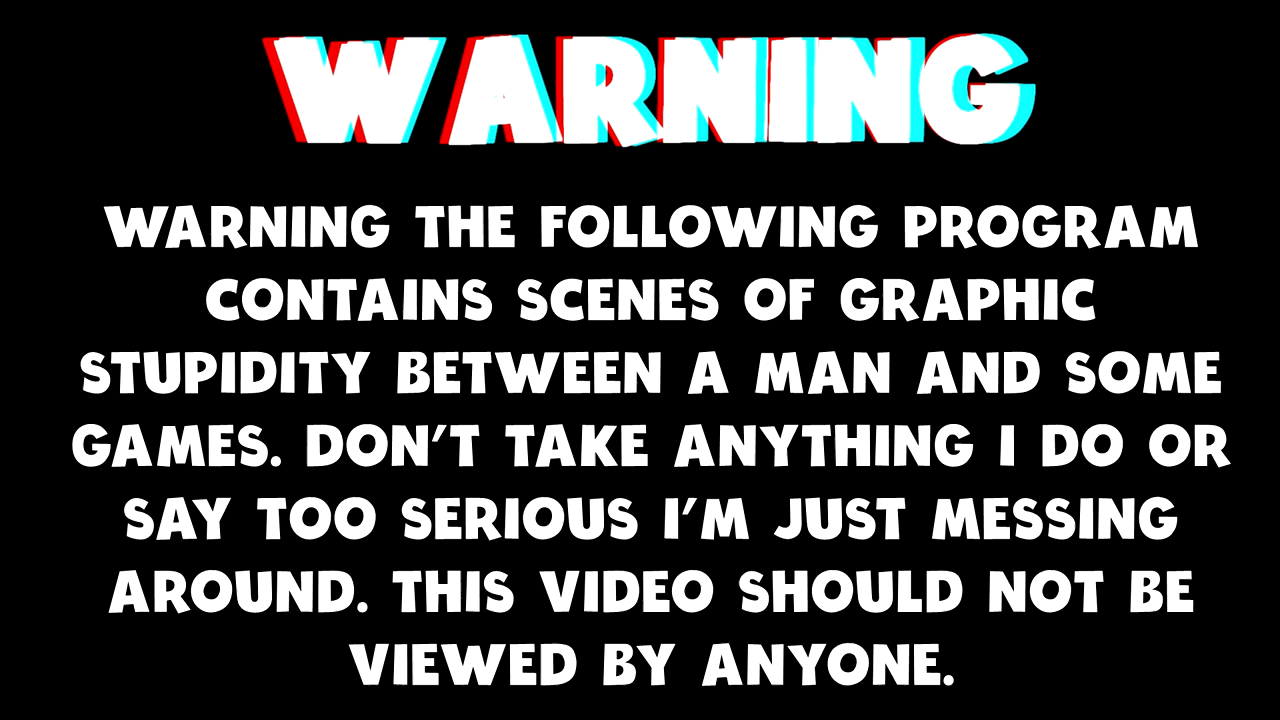 WARNING
WARNING THE FOLLOWING PROGRAM
CONTAINS SCENES OF GRAPHIC
STUPIDITY BETWEEN A MAN AND SOME
GAMES. DON'T TAKE ANYTHING I DO OR
SAY TOO SERIOUS I'M JUST MESSING
AROUND. THIS VIDEO SHOULD NOT BE
VIEWED BY ANYONE.